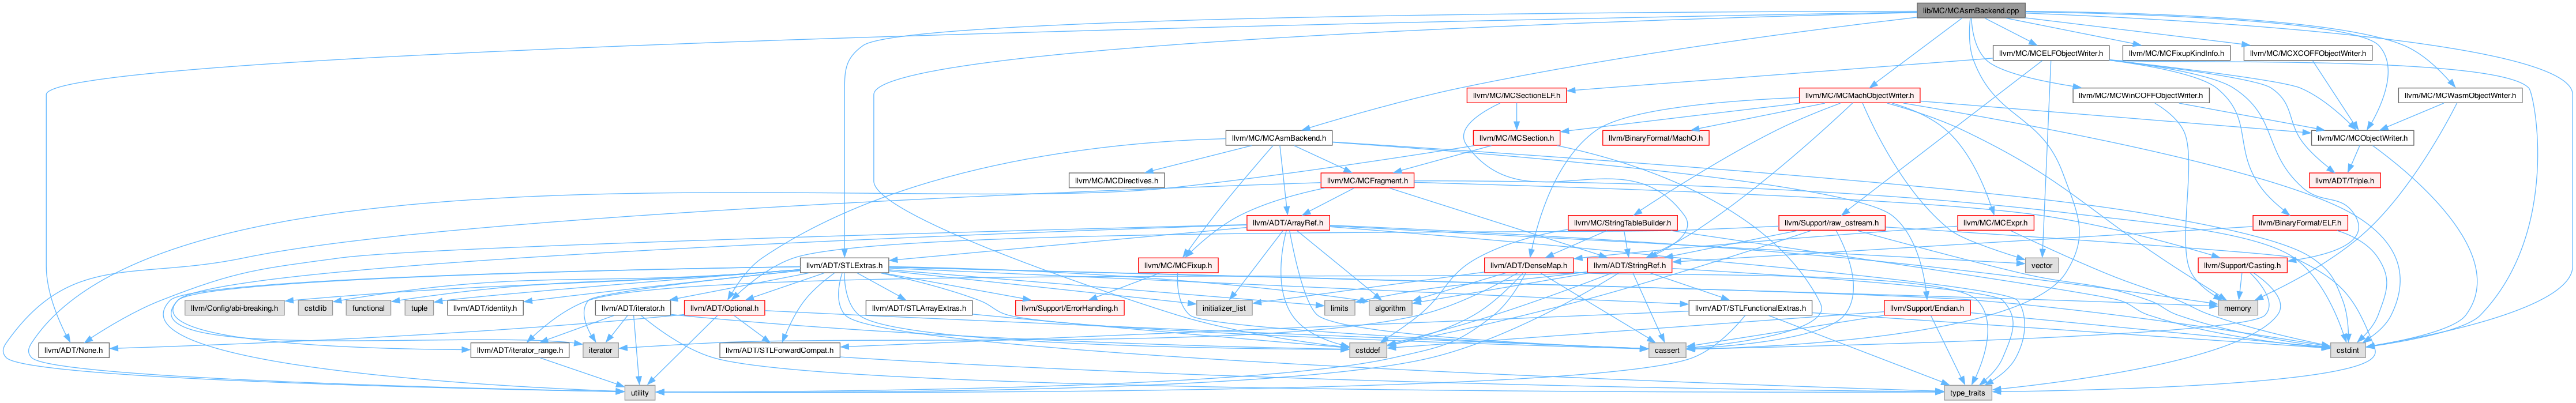 lib/MC/MCAsmBackend.cpp
llvm/MC/MCELFObjectWriter.h
llvm/MC/MCFixupKindInfo.h
llvm/MC/MCXCOFFObjectWriter.h
llvm/MC/MCSectionELF.h
llvm/MC/MCMachObjectWriter.h
llvm/MC/MCWinCOFFObjectWriter.h
llvm/MC/MCWasmObjectWriter.h
llvm/MC/MCAsmBackend.h
llvm/MC/MCSection.h
llvm/BinaryFormat/MachO.h
llvm/MC/MCObjectWriter.h
llvm/MC/MCDirectives.h
llvm/MC/MCFragment.h
llvm/ADT/Triple.h
llvm/ADT/ArrayRef.h
llvm/MC/StringTableBuilder.h
llvm/Support/raw_ostream.h
llvm/MC/MCExpr.h
llvm/BinaryFormat/ELF.h
llvm/ADT/STLExtras.h
llvm/MC/MCFixup.h
llvm/ADT/DenseMap.h
llvm/ADT/StringRef.h
vector
llvm/Support/Casting.h
llvm/Config/abi-breaking.h
cstdlib
functional
tuple
llvm/ADT/identity.h
llvm/ADT/iterator.h
llvm/ADT/Optional.h
llvm/ADT/STLArrayExtras.h
llvm/Support/ErrorHandling.h
initializer_list
limits
algorithm
llvm/ADT/STLFunctionalExtras.h
llvm/Support/Endian.h
memory
llvm/ADT/None.h
llvm/ADT/iterator_range.h
iterator
llvm/ADT/STLForwardCompat.h
cstddef
cassert
cstdint
utility
type_traits